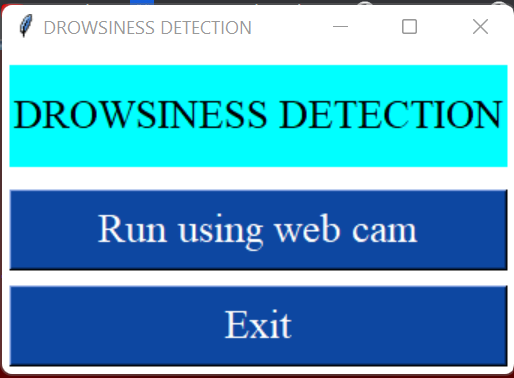 DROWSINESS DETECTION
DROWSINESS DETECTION
Run using web cam
Exit